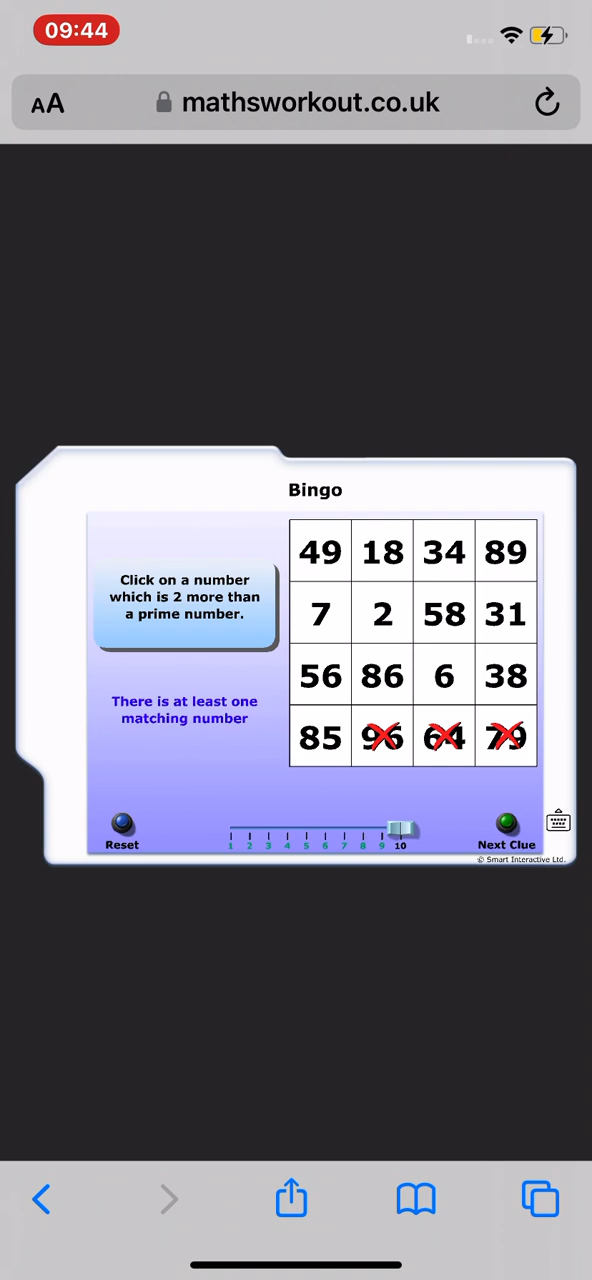 09:44
AA mathsworkout.co.uk
Bingo
Click on a number
which is 2 more than
a prime number.
There is at least one
matching number
49 18 34 89
7 2 58 31
56 86 6 38
85 96 64 79
1 2 3 4 5 6 7 8 9 10
Reset
Next Clue
© Smart Interactive Ltd.